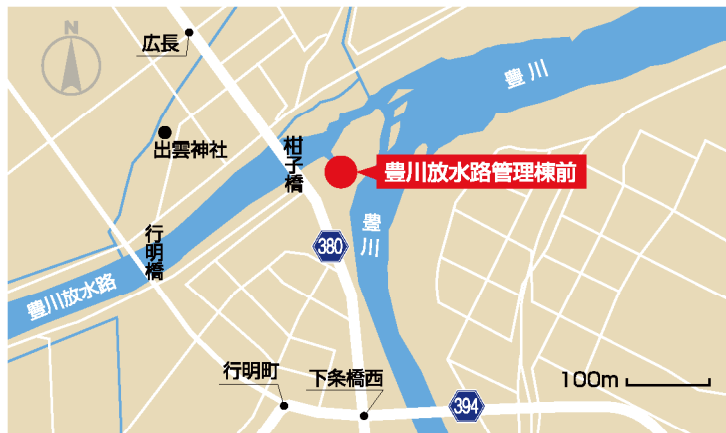 N
広長
豊川
出雲神社
柑子橋
豊川放水路管理棟前
行明橋
豊川
380
豊川放水路
行明町
下条橋西
100m
394